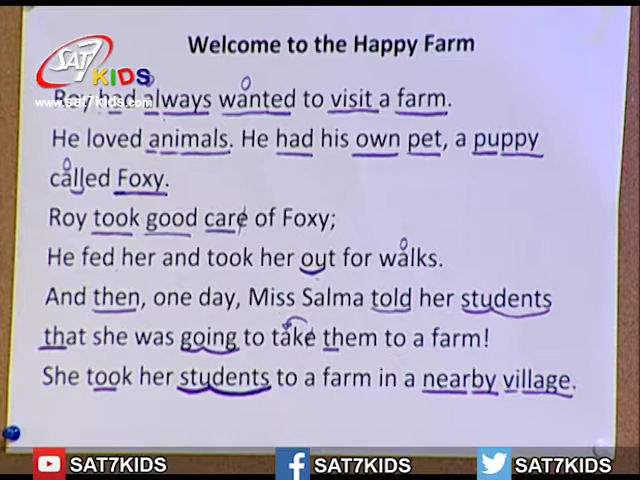 Welcome to the Happy Farm
SAT7
KIDS
www.sat7kids.com
Roy had always wanted to visit a farm.
He loved animals. He had his own pet, a puppy
called Foxy.
Roy took good care of Foxy;
He fed her and took her out for walks.
And then, one day, Miss Salma told her students
that she was going to take them to a farm!
She took her students to a farm in a nearby village.
SAT7KIDS SAT7KIDS SAT7KIDS